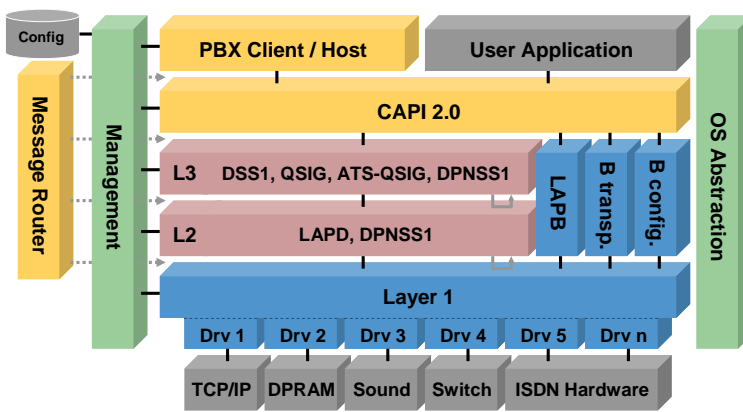 Config
PBX Client / Host
User Application
Message Router
Management
CAPI 2.0
OS Abstraction
L3 DSS1, QSIG, ATS-QSIG, DPNSS1
LAPB
B transp.
B config.
L2 LAPD, DPNSS1
Layer 1
Drv 1 Drv 2 Drv 3 Drv 4 Drv 5 Drv n
TCP/IP DPRAM Sound Switch ISDN Hardware